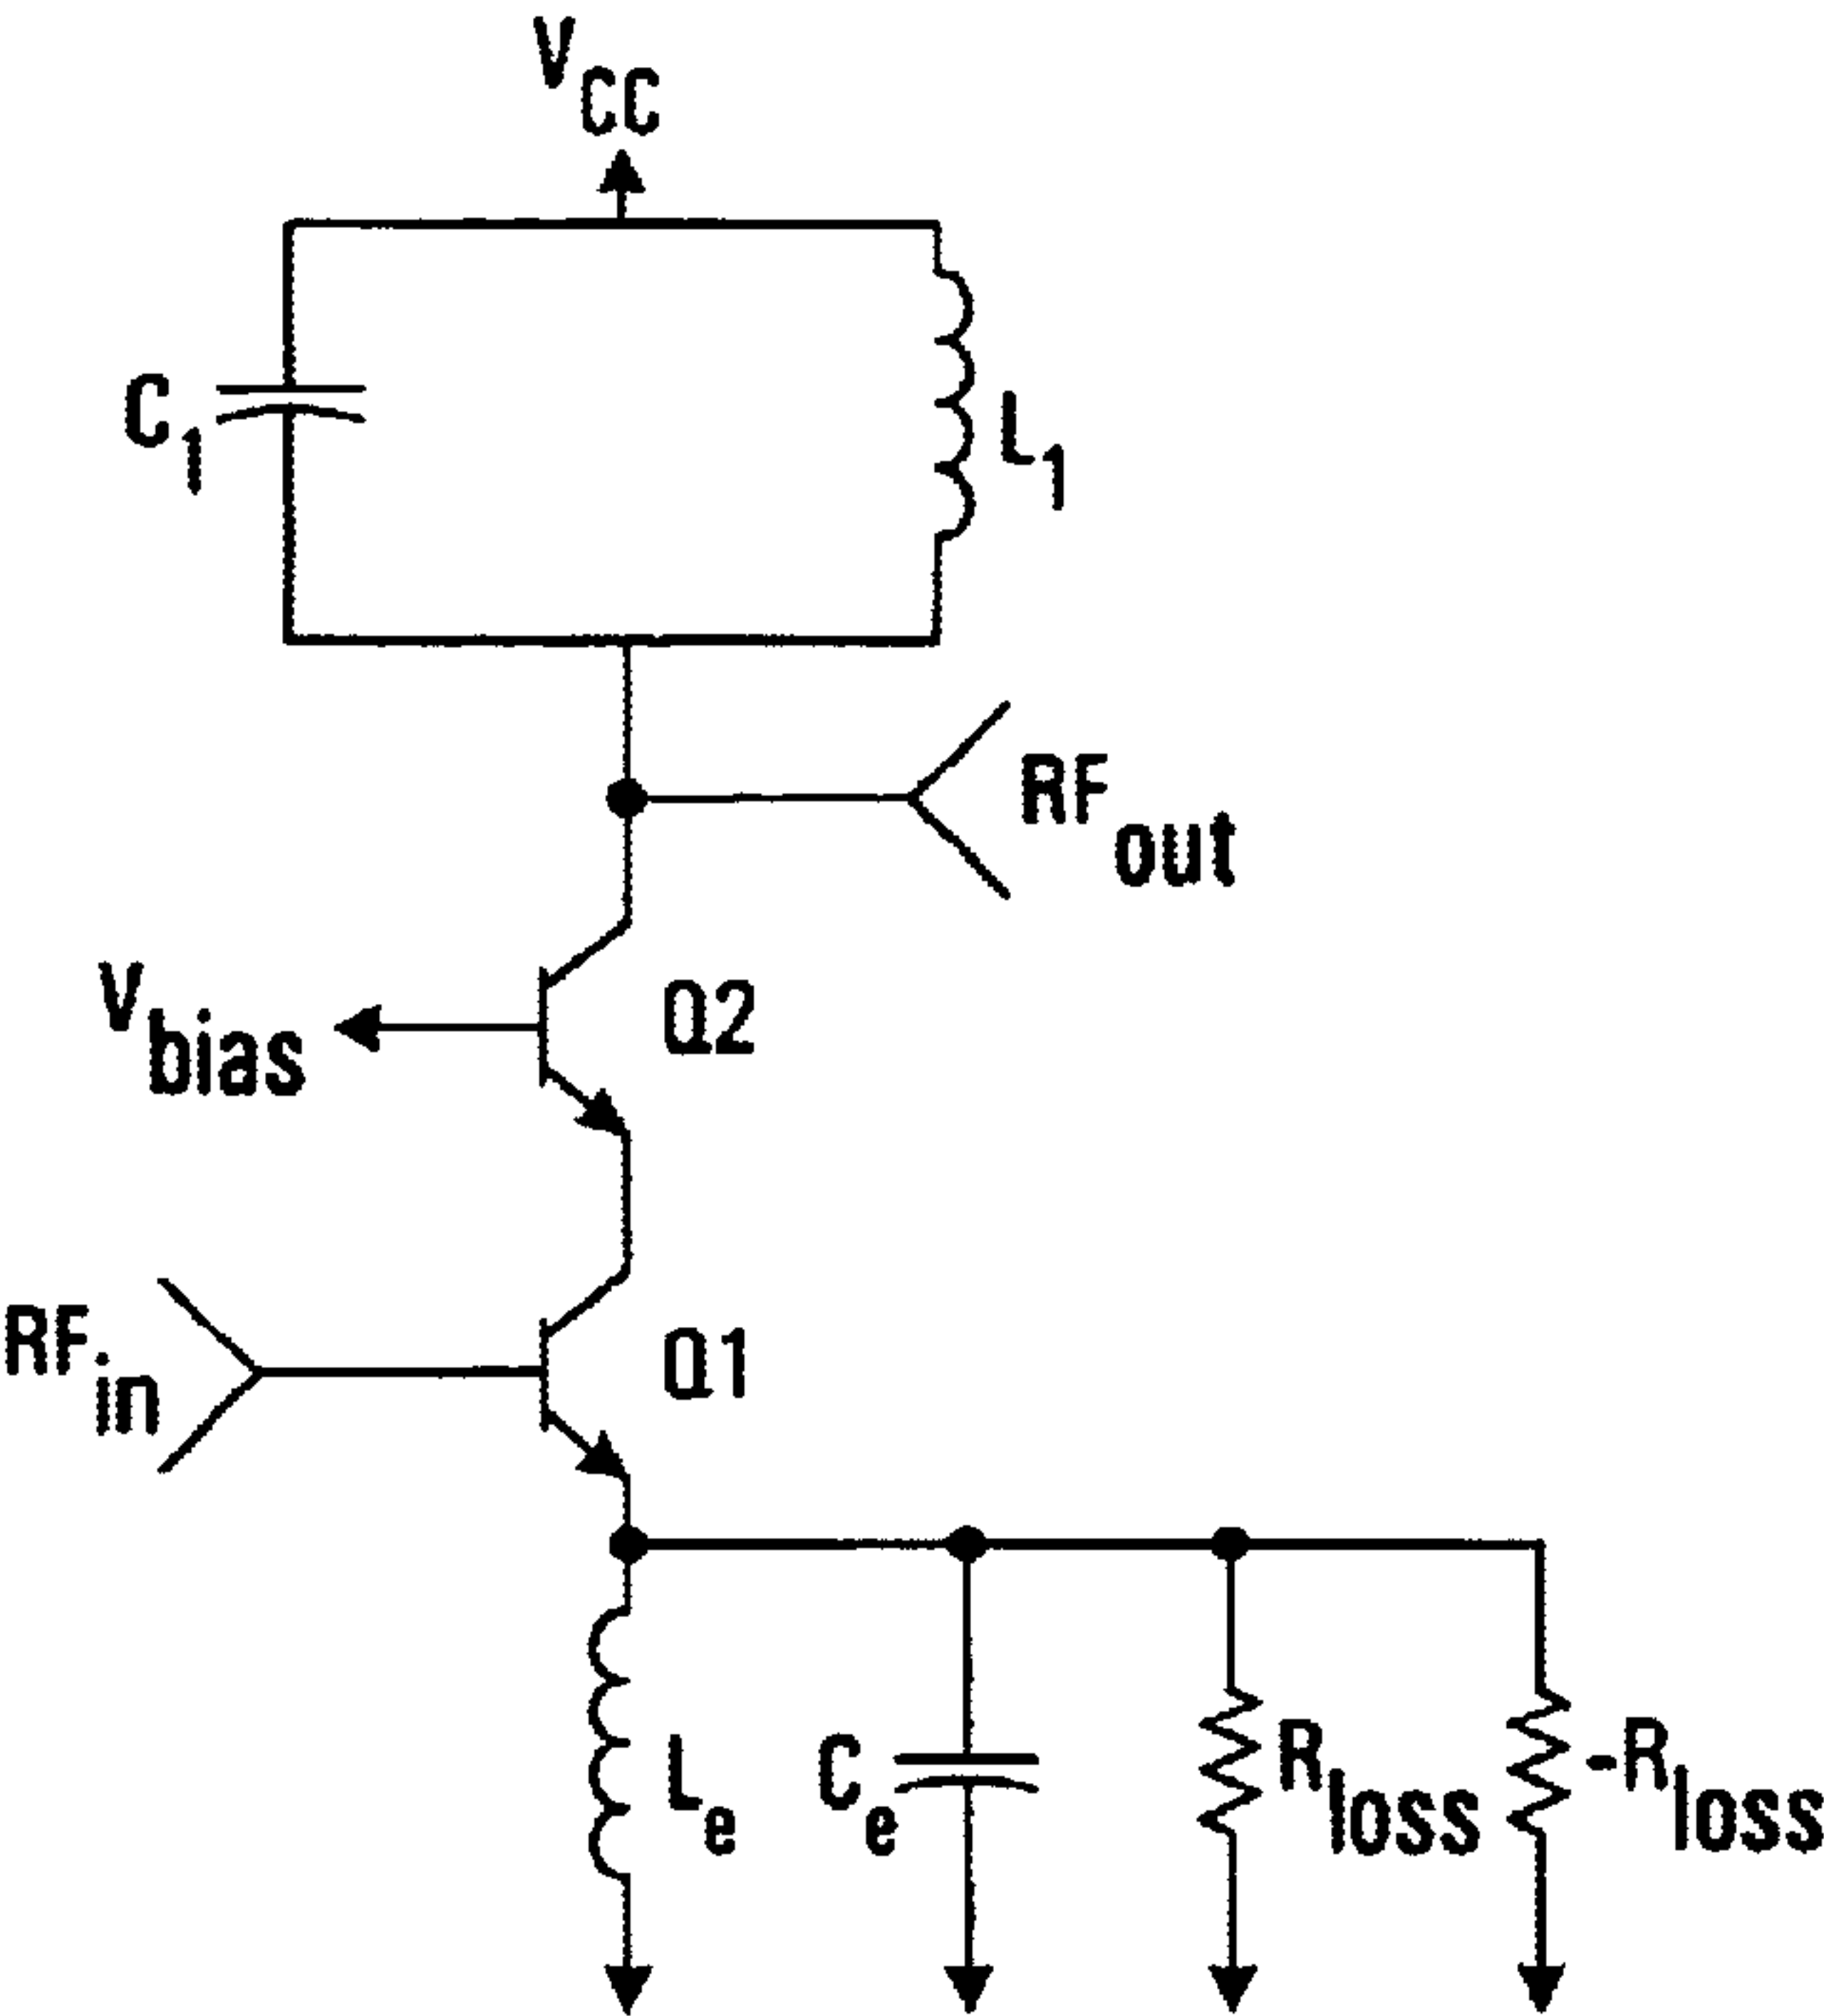 VCC
C1
L1
RFout
Vbias
Q2
RFin
Q1
Le
Ce
Rloss
-Rloss